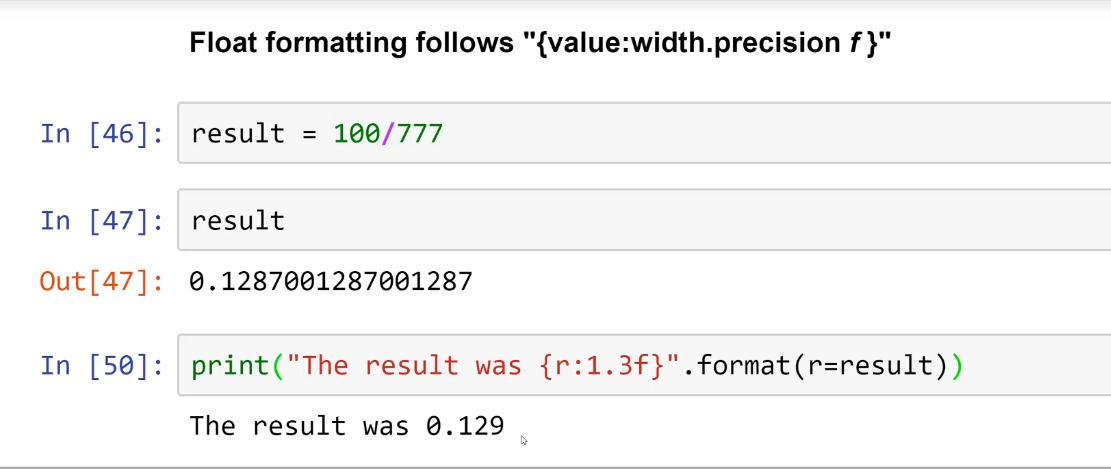 Float formatting follows "{value:width.precision f }"
In [46]: result = 100/777
In [47]: result
Out[47]: 0.1287001287001287
In [50]: print("The result was {r:1.3f}".format(r=result))
The result was 0.129